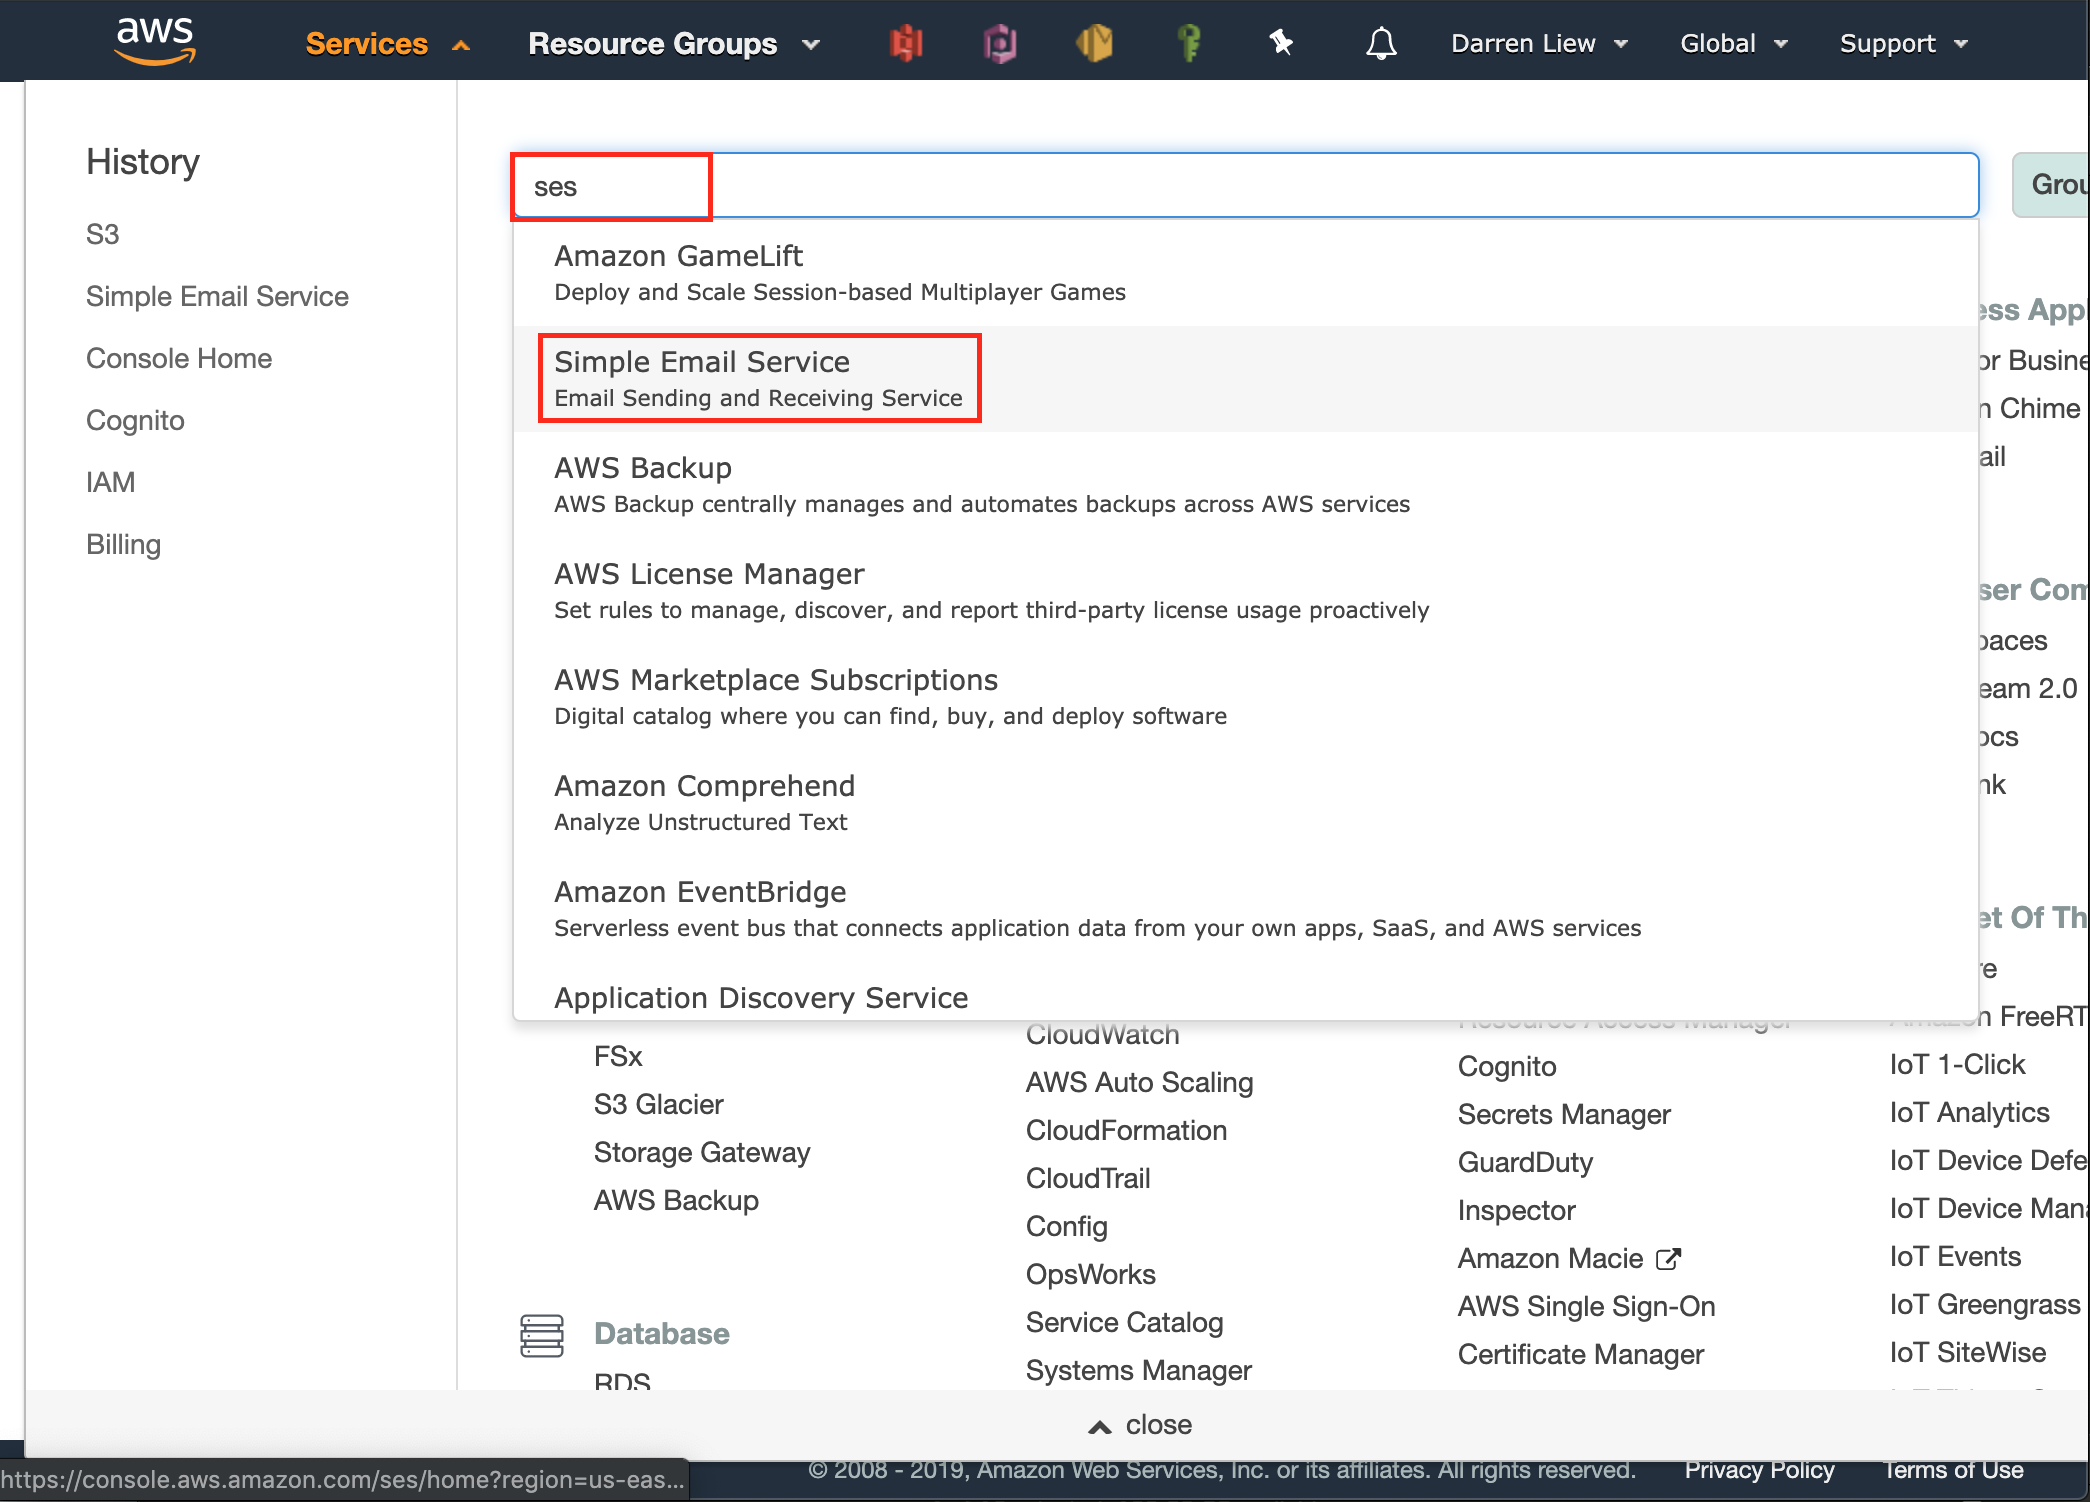 aws
Services
Resource Groups
Darren Liew
Global
Support
History
S3
Simple Email Service
Console Home
Cognito
IAM
Billing
ses
Amazon GameLift
Deploy and Scale Session-based Multiplayer Games
Simple Email Service
Email Sending and Receiving Service
AWS Backup
AWS Backup centrally manages and automates backups across AWS services
AWS License Manager
Set rules to manage, discover, and report third-party license usage proactively
AWS Marketplace Subscriptions
Digital catalog where you can find, buy, and deploy software
Amazon Comprehend
Analyze Unstructured Text
Amazon EventBridge
Serverless event bus that connects application data from your own apps, SaaS, and AWS services
Application Discovery Service
FSx
S3 Glacier
Storage Gateway
AWS Backup
Database
RDS
CloudWatch
AWS Auto Scaling
CloudFormation
CloudTrail
Config
OpsWorks
Service Catalog
Systems Manager
Resource Access Manager
Cognito
Secrets Manager
GuardDuty
Inspector
Amazon Macie
AWS Single Sign-On
Certificate Manager
Grou
ess Appl
or Busine
n Chime
ail
ser Com
paces
eam 2.0
ocs
nk
et Of Th
re
Amazon FreeRT
IoT 1-Click
IoT Analytics
IoT Device Defe
IoT Device Mana
IoT Events
IoT Greengrass
IoT SiteWise
close
https://console.aws.amazon.com/ses/home?region=us-eas...
© 2008 - 2019, Amazon Web Services, Inc. or its affiliates. All rights reserved.
Privacy Policy
Terms of Use